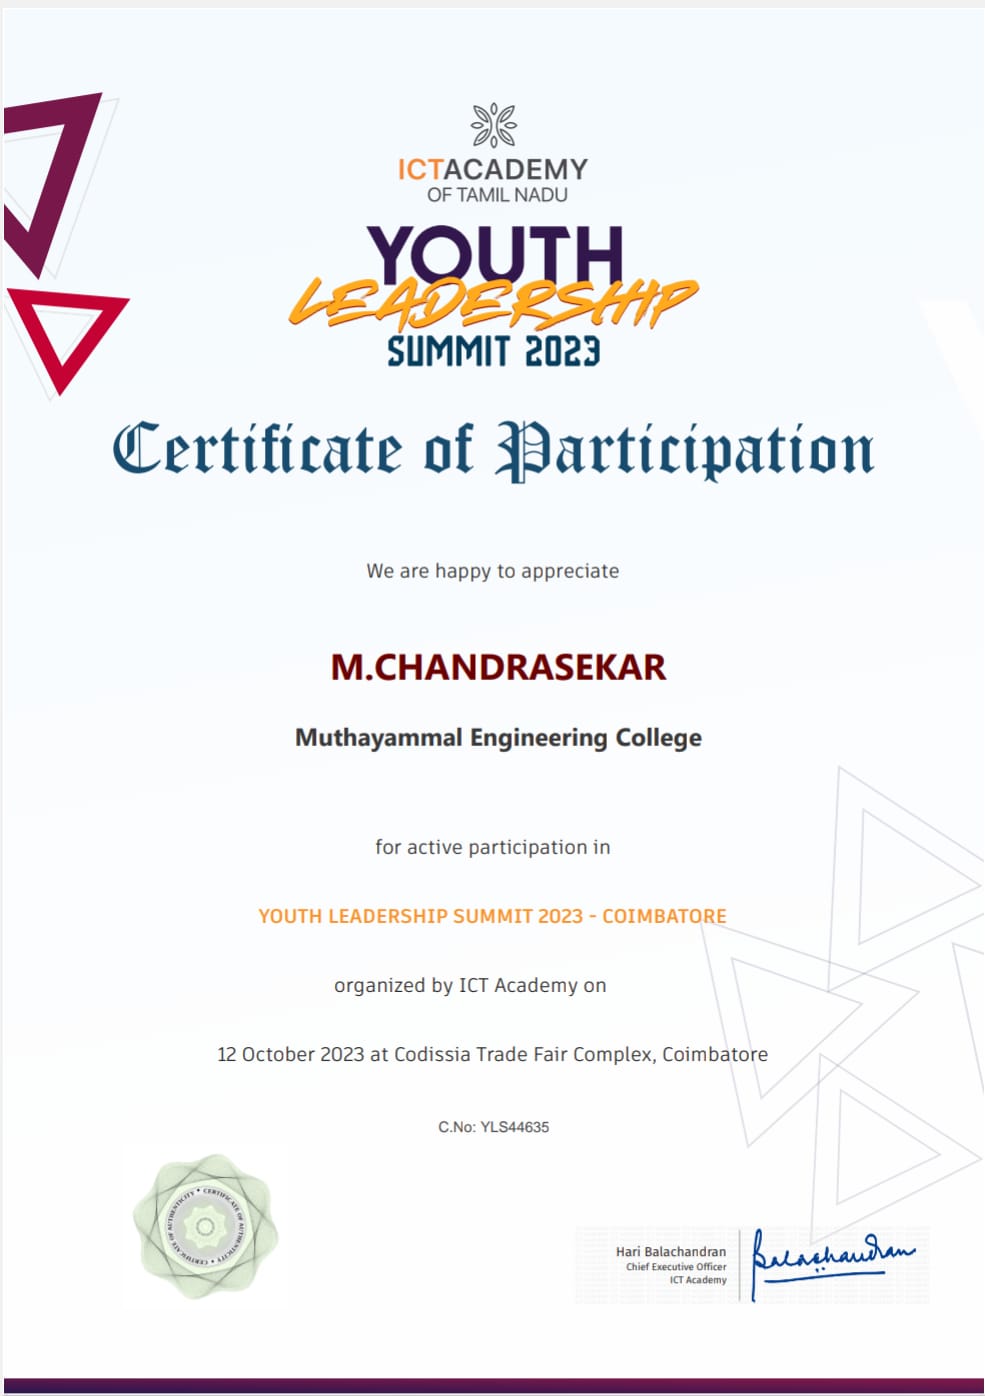 ICTACADEMY
OF TAMIL NADU
YOUTH
LEADERSHIP
SUMMIT 2023
Certificate of Participation
We are happy to appreciate
M.CHANDRASEKAR
Muthayammal Engineering College
for active participation in
YOUTH LEADERSHIP SUMMIT 2023 - COIMBATORE
organized by ICT Academy on
12 October 2023 at Codissia Trade Fair Complex, Coimbatore
C.No: YLS44635
CERTIFICATE OF AUTHENTICITY • CERTIFICATE OF AUTHENTICITY •
Hari Balachandran
Chief Executive Officer
ICT Academy
Balachandran